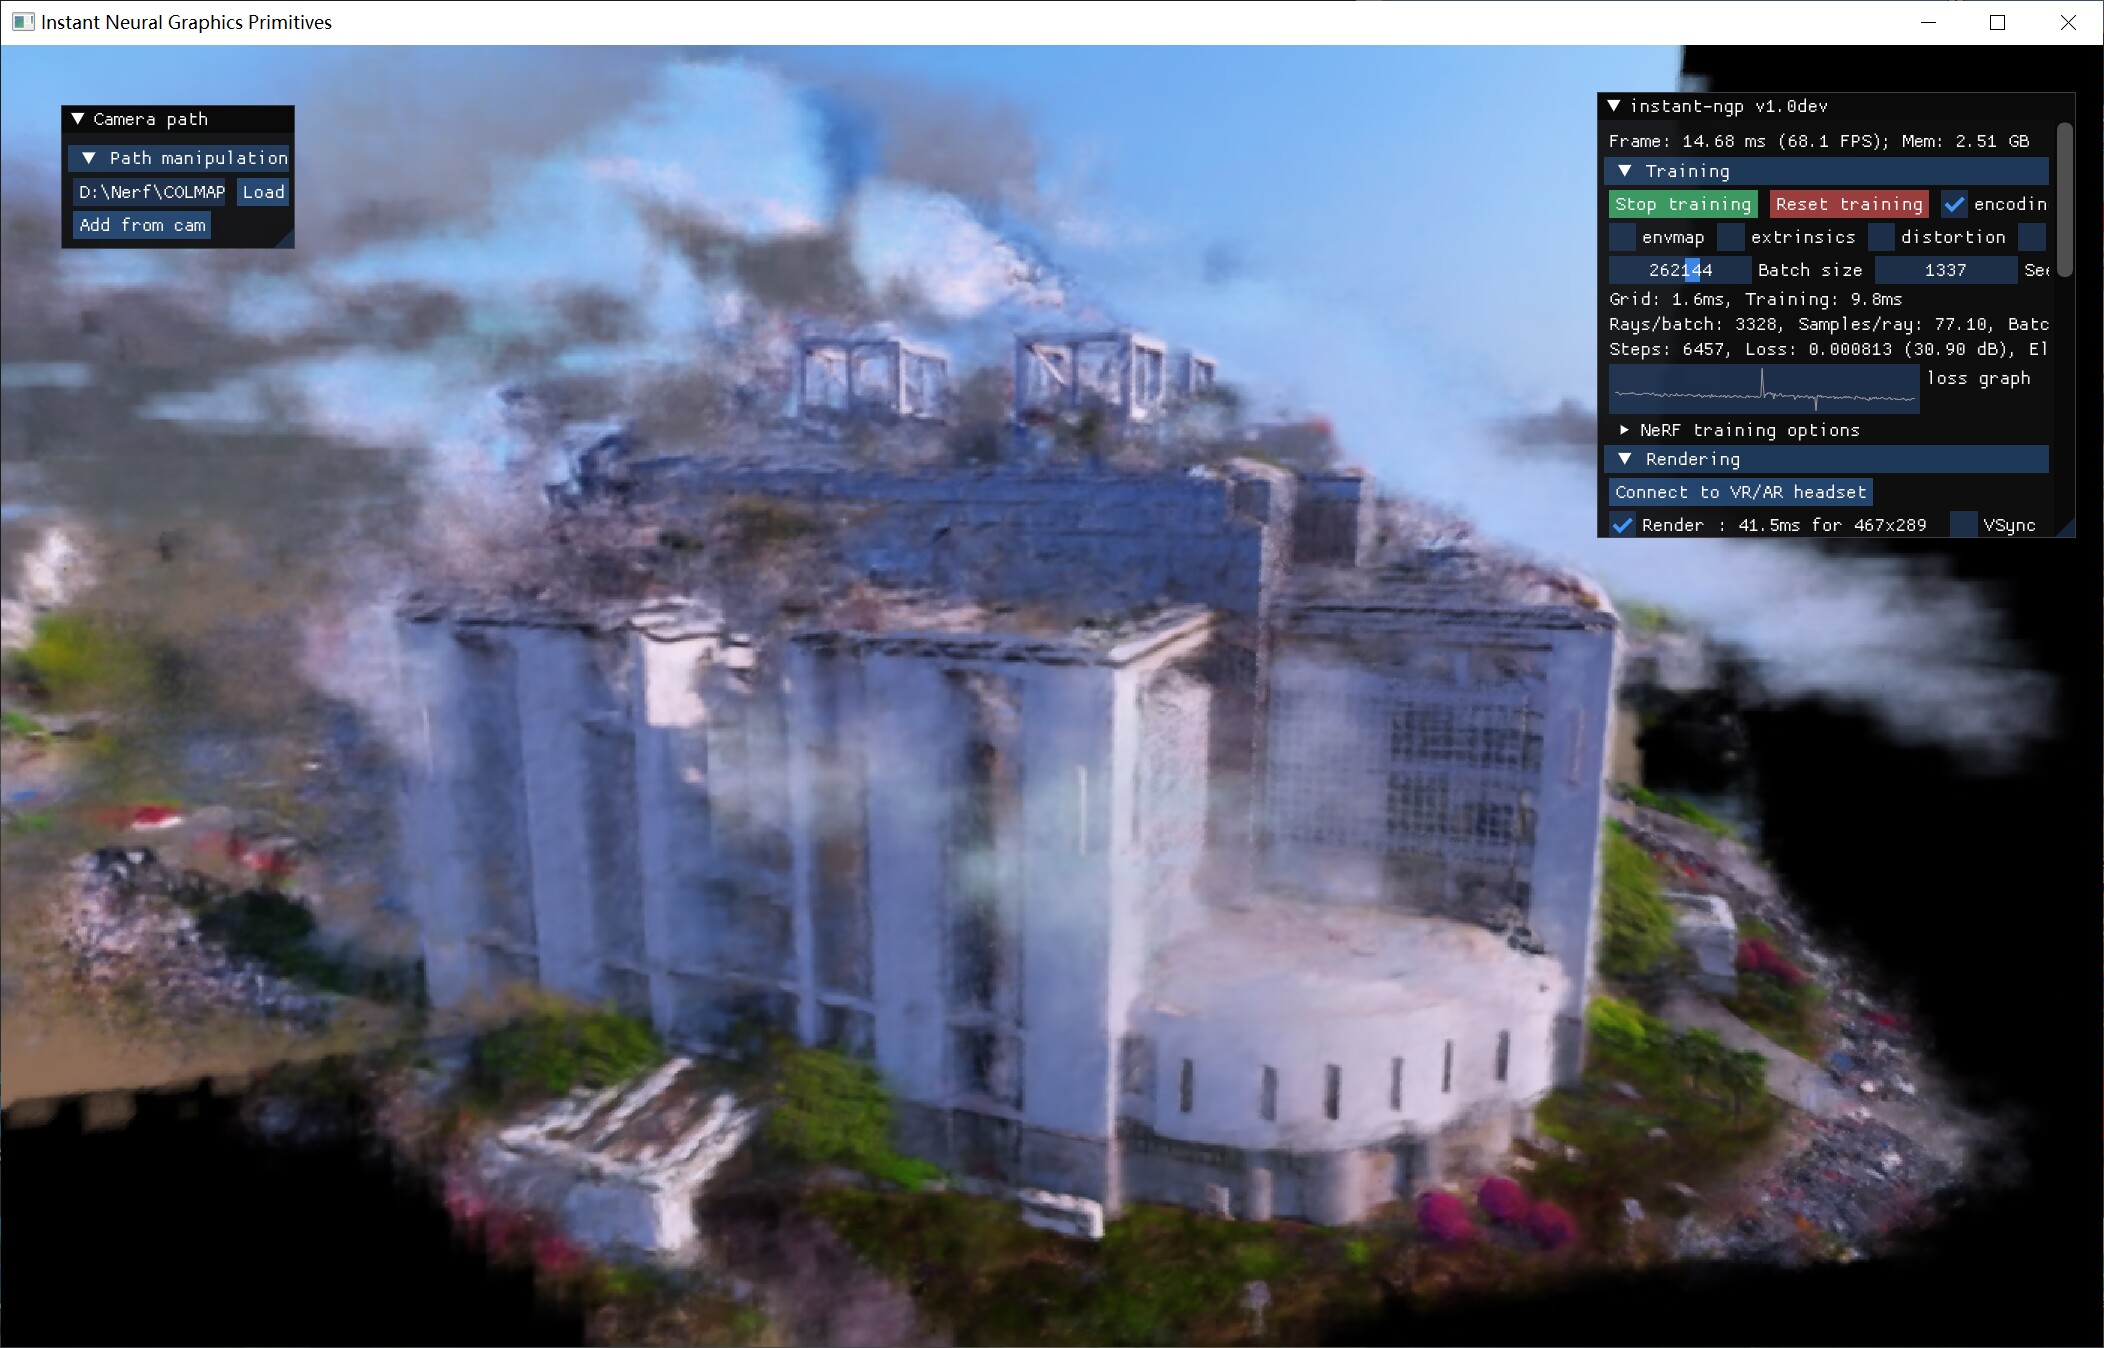 Instant Neural Graphics Primitives
Camera path
Path manipulation
D:\Nerf\COLMAP Load
Add from cam
instant-ngp v1.0dev
Frame: 14.68 ms (68.1 FPS); Mem: 2.51 GB
Training
Stop training Reset training encodin
envmap extrinsics distortion
262144 Batch size 1337 See
Grid: 1.6ms, Training: 9.8ms
Rays/batch: 3328, Samples/ray: 77.10, Batc
Steps: 6457, Loss: 0.000813 (30.90 dB), El
loss graph
NeRF training options
Rendering
Connect to VR/AR headset
Render : 41.5ms for 467x289 VSync